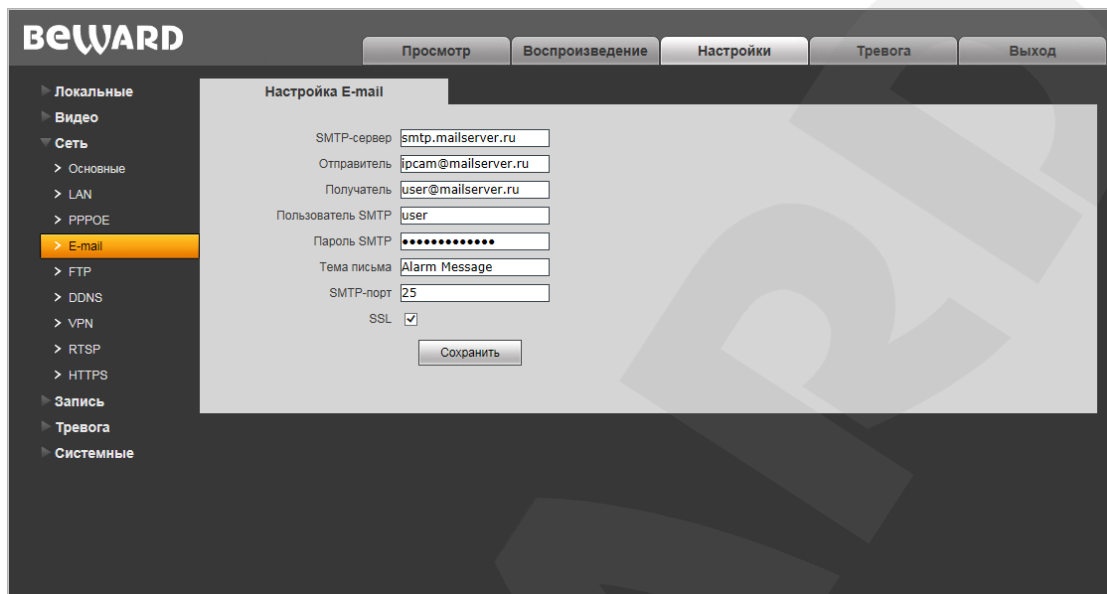 BEWARD
Просмотр
Воспроизведение
Настройки
Тревога
Выход
Локальные
Видео
Сеть
> Основные
> LAN
> PPPOE
> E-mail
> FTP
> DDNS
> VPN
> RTSP
> HTTPS
Запись
Тревога
Системные
Настройка E-mail
SMTP-сервер smtp.mailserver.ru
Отправитель ipcam@mailserver.ru
Получатель user@mailserver.ru
Пользователь SMTP user
Пароль SMTP •••••••••••••
Тема письма Alarm Message
SMTP-порт 25
SSL
Сохранить